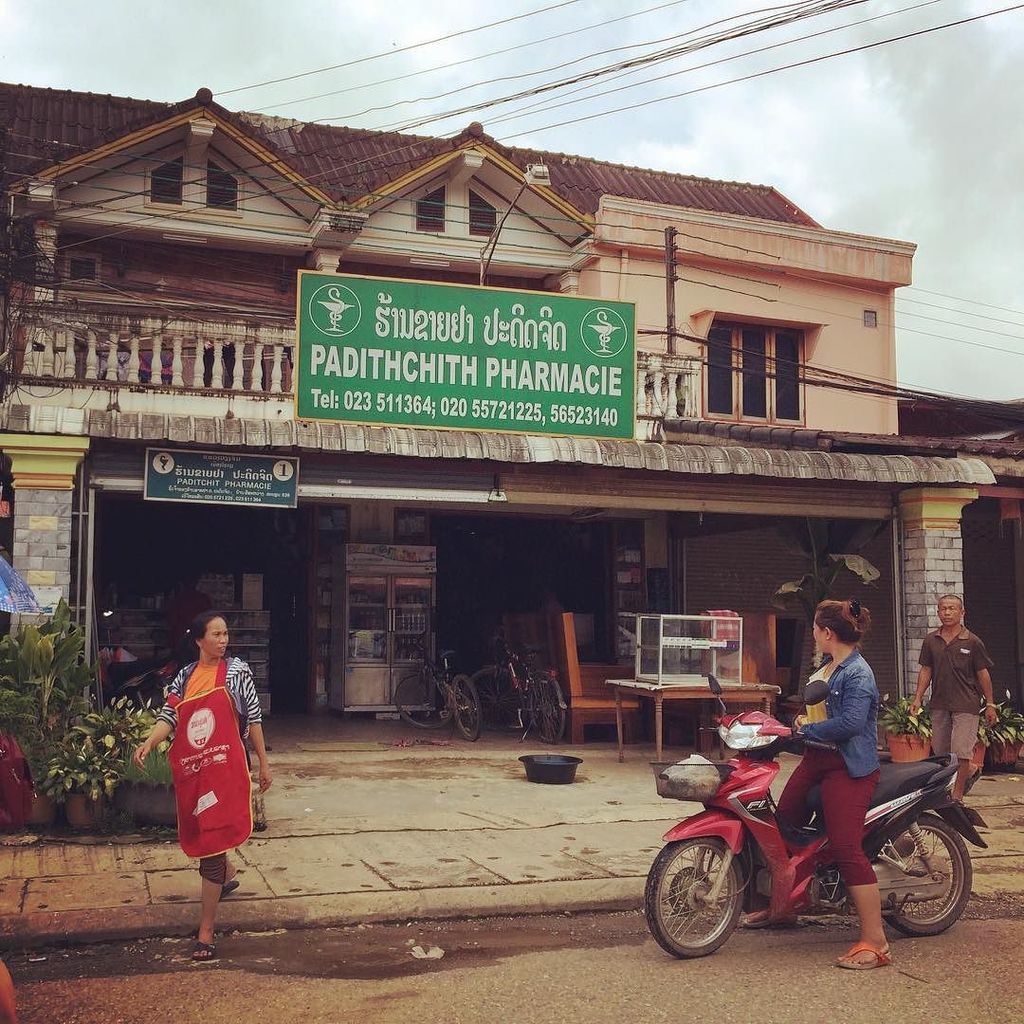 ຮ້ານຂາຍຢາ ປະດິດຈິດ
PADITHCHITH PHARMACIE
Tel: 023 511364; 020 55721225, 56523140
ຮ້ານຂາຍຢາ ປະດິດຈິດ
1
PADITCHIT PHARMACIE